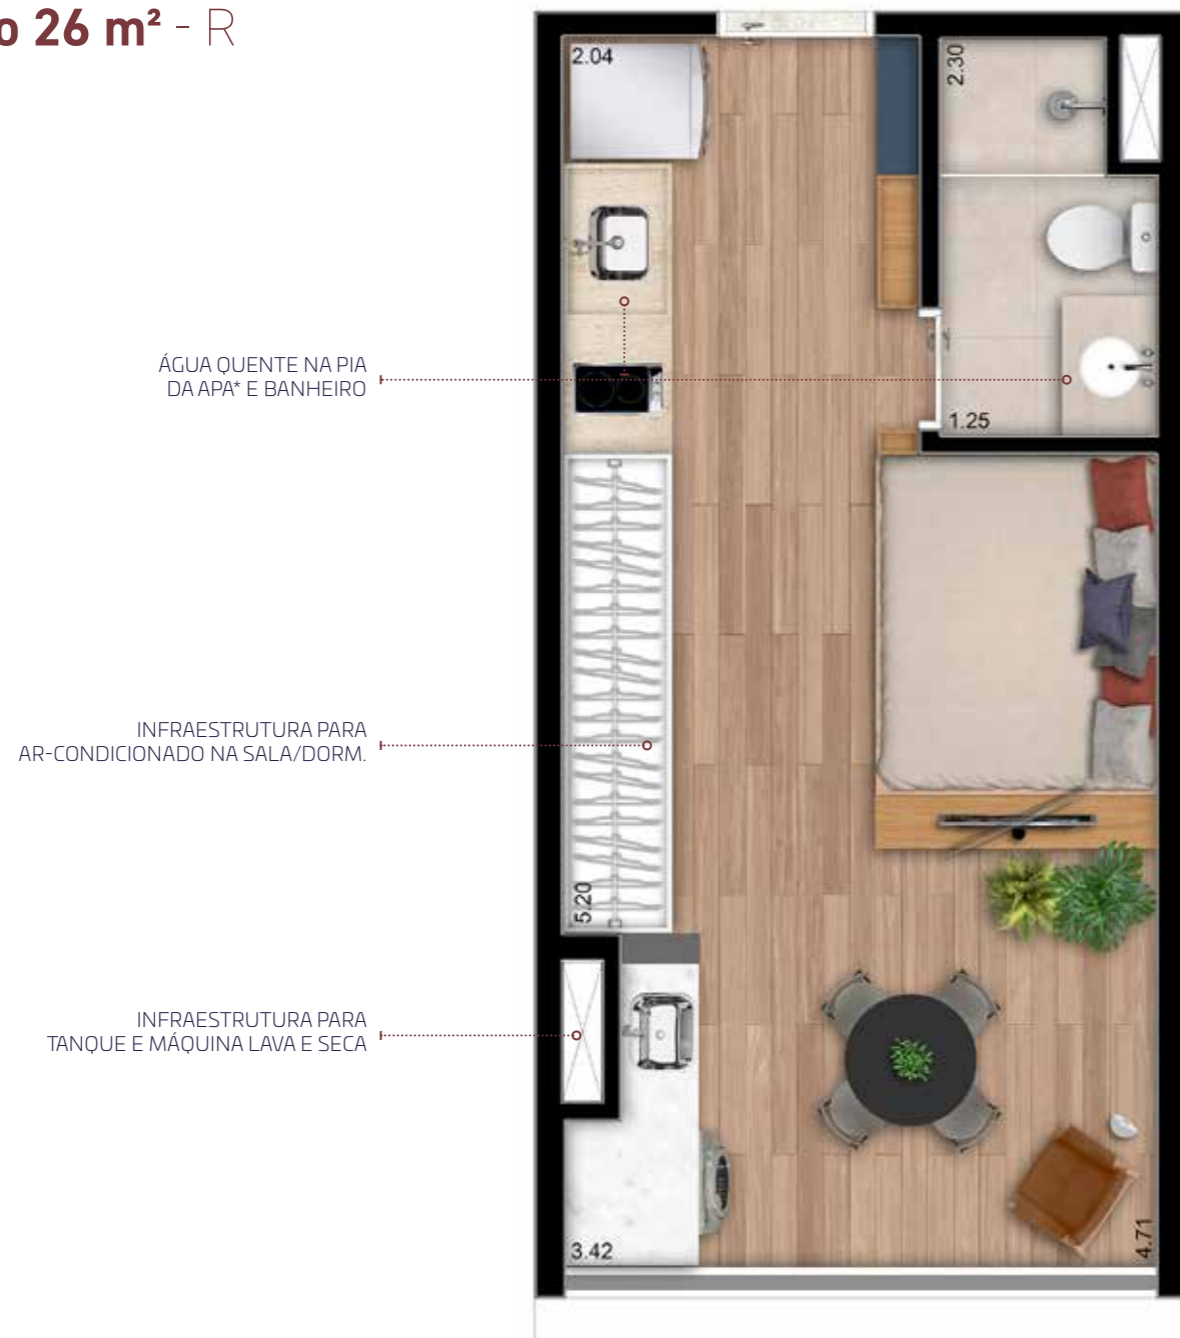 o 26 m² - R
2.04
2.30
ÁGUA QUENTE NA PIA
DA APA* E BANHEIRO
1.25
INFRAESTRUTURA PARA
AR-CONDICIONADO NA SALA/DORM.
5.20
INFRAESTRUTURA PARA
TANQUE E MÁQUINA LAVA E SECA
3.42
4.71